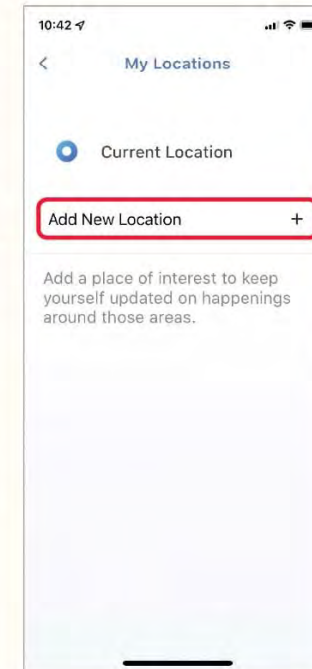 10:42
< My Locations
Current Location
Add New Location +
Add a place of interest to keep
yourself updated on happenings
around those areas.